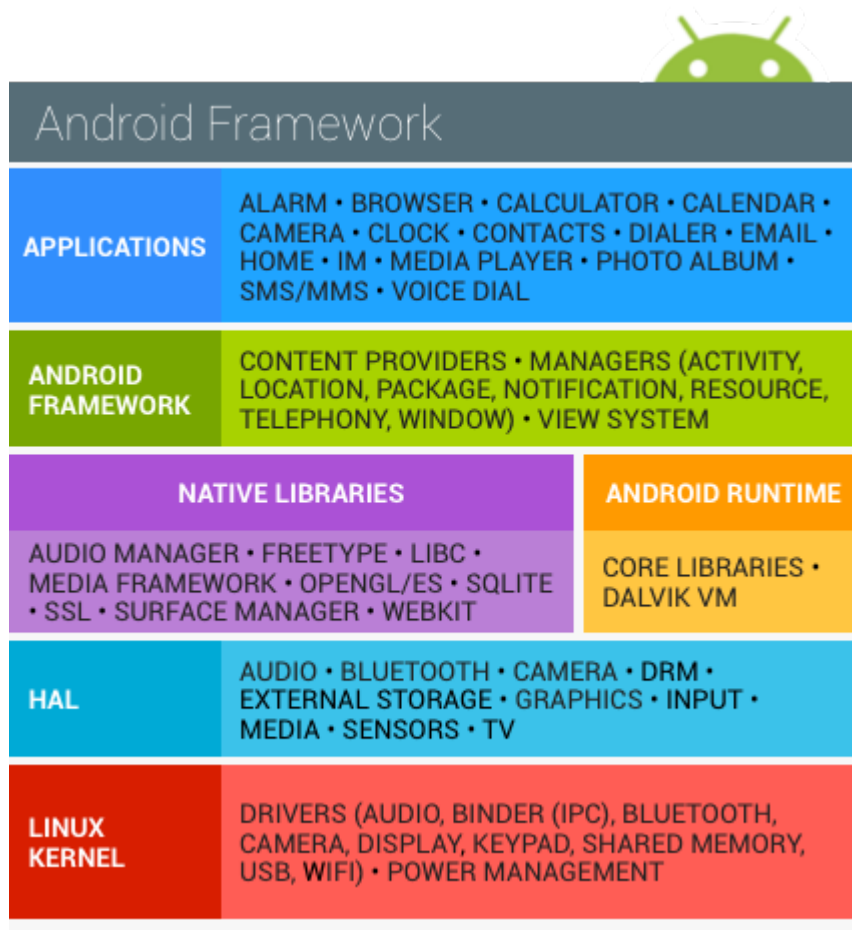 Android Framework
APPLICATIONS
ALARM • BROWSER • CALCULATOR • CALENDAR •
CAMERA • CLOCK • CONTACTS • DIALER • EMAIL •
HOME • IM • MEDIA PLAYER • PHOTO ALBUM •
SMS/MMS • VOICE DIAL
ANDROID
FRAMEWORK
CONTENT PROVIDERS • MANAGERS (ACTIVITY,
LOCATION, PACKAGE, NOTIFICATION, RESOURCE,
TELEPHONY, WINDOW) • VIEW SYSTEM
NATIVE LIBRARIES
AUDIO MANAGER • FREETYPE • LIBC •
MEDIA FRAMEWORK • OPENGL/ES • SQLITE
• SSL • SURFACE MANAGER • WEBKIT
ANDROID RUNTIME
CORE LIBRARIES •
DALVIK VM
HAL
AUDIO • BLUETOOTH • CAMERA • DRM •
EXTERNAL STORAGE • GRAPHICS • INPUT •
MEDIA • SENSORS • TV
LINUX
KERNEL
DRIVERS (AUDIO, BINDER (IPC), BLUETOOTH,
CAMERA, DISPLAY, KEYPAD, SHARED MEMORY,
USB, WIFI) • POWER MANAGEMENT